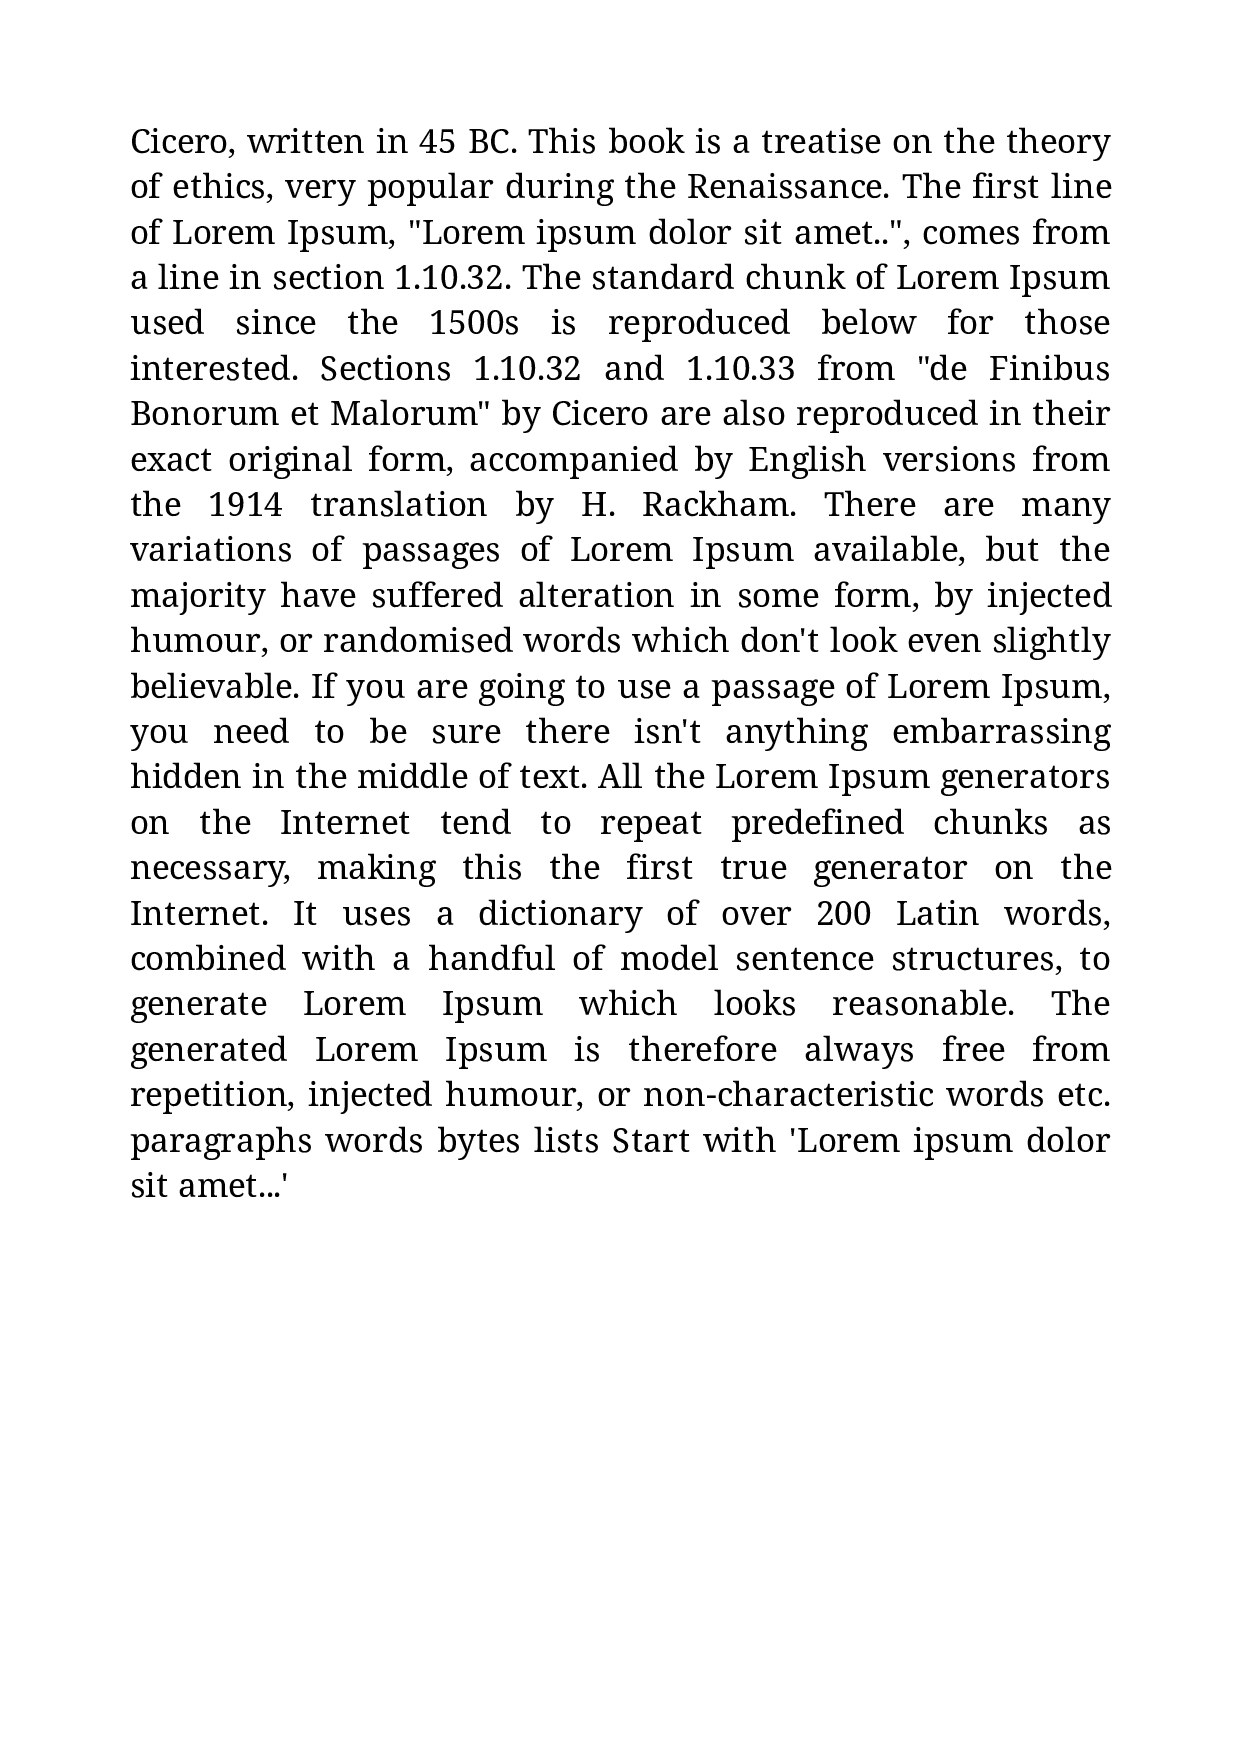 Cicero, written in 45 BC. This book is a treatise on the theory
of ethics, very popular during the Renaissance. The first line
of Lorem Ipsum, "Lorem ipsum dolor sit amet..", comes from
a line in section 1.10.32. The standard chunk of Lorem Ipsum
used since the 1500s is reproduced below for those
interested. Sections 1.10.32 and 1.10.33 from "de Finibus
Bonorum et Malorum" by Cicero are also reproduced in their
exact original form, accompanied by English versions from
the 1914 translation by H. Rackham. There are many
variations of passages of Lorem Ipsum available, but the
majority have suffered alteration in some form, by injected
humour, or randomised words which don't look even slightly
believable. If you are going to use a passage of Lorem Ipsum,
you need to be sure there isn't anything embarrassing
hidden in the middle of text. All the Lorem Ipsum generators
on the Internet tend to repeat predefined chunks as
necessary, making this the first true generator on the
Internet. It uses a dictionary of over 200 Latin words,
combined with a handful of model sentence structures, to
generate Lorem Ipsum which looks reasonable. The
generated Lorem Ipsum is therefore always free from
repetition, injected humour, or non-characteristic words etc.
paragraphs words bytes lists Start with 'Lorem ipsum dolor
sit amet...'